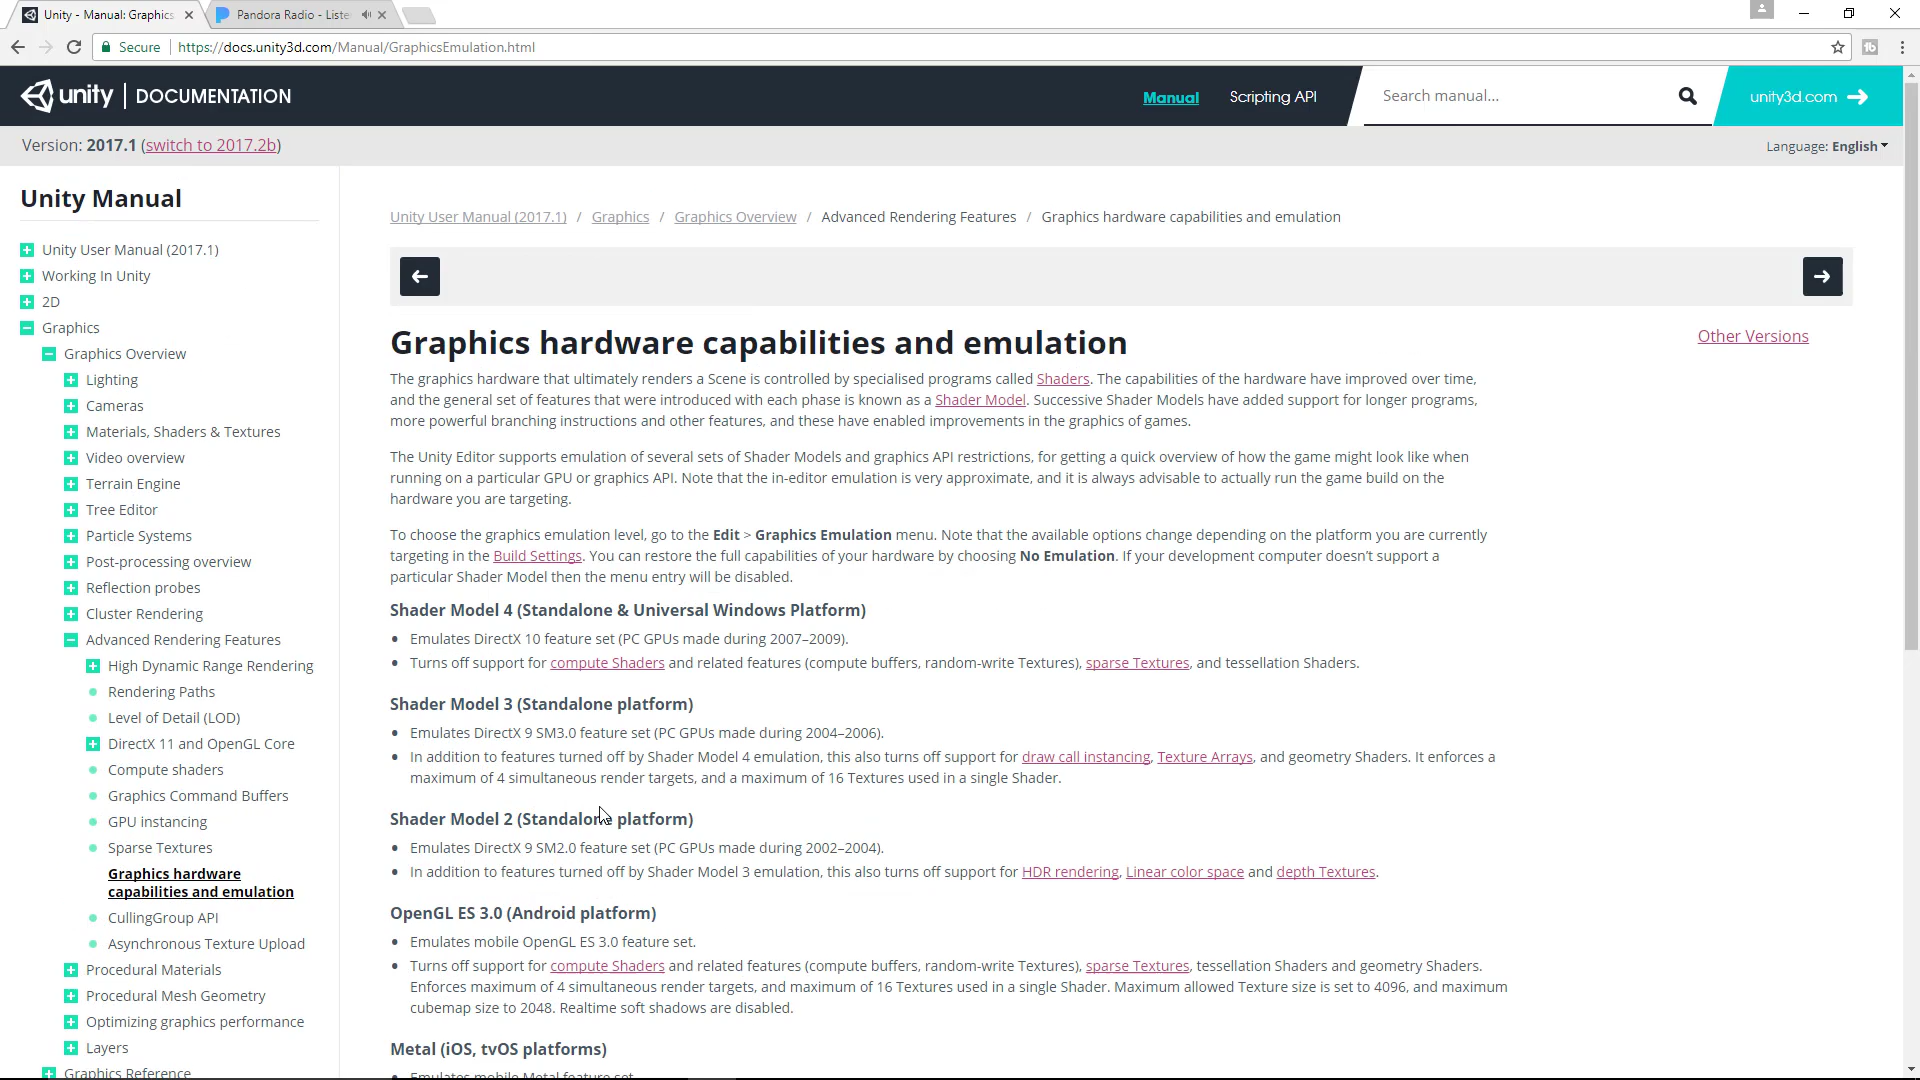 Unity - Manual: Graphics
Pandora Radio - Liste
Secure
https://docs.unity3d.com/Manual/GraphicsEmulation.html
unity DOCUMENTATION
Manual
Scripting API
Search manual...
unity3d.com
Version: 2017.1 (switch to 2017.2b)
Language: English
Unity Manual
Unity User Manual (2017.1)
Working In Unity
2D
Graphics
Graphics Overview
Lighting
Cameras
Materials, Shaders & Textures
Video overview
Terrain Engine
Tree Editor
Particle Systems
Post-processing overview
Reflection probes
Cluster Rendering
Advanced Rendering Features
High Dynamic Range Rendering
Rendering Paths
Level of Detail (LOD)
DirectX 11 and OpenGL Core
Compute shaders
Graphics Command Buffers
GPU instancing
Sparse Textures
Graphics hardware
capabilities and emulation
CullingGroup API
Asynchronous Texture Upload
Procedural Materials
Procedural Mesh Geometry
Optimizing graphics performance
Layers
Graphics Reference
Unity User Manual (2017.1) / Graphics / Graphics Overview / Advanced Rendering Features / Graphics hardware capabilities and emulation
Graphics hardware capabilities and emulation
Other Versions
The graphics hardware that ultimately renders a Scene is controlled by specialised programs called Shaders. The capabilities of the hardware have improved over time,
and the general set of features that were introduced with each phase is known as a Shader Model. Successive Shader Models have added support for longer programs,
more powerful branching instructions and other features, and these have enabled improvements in the graphics of games.
The Unity Editor supports emulation of several sets of Shader Models and graphics API restrictions, for getting a quick overview of how the game might look like when
running on a particular GPU or graphics API. Note that the in-editor emulation is very approximate, and it is always advisable to actually run the game build on the
hardware you are targeting.
To choose the graphics emulation level, go to the Edit > Graphics Emulation menu. Note that the available options change depending on the platform you are currently
targeting in the Build Settings. You can restore the full capabilities of your hardware by choosing No Emulation. If your development computer doesn't support a
particular Shader Model then the menu entry will be disabled.
Shader Model 4 (Standalone & Universal Windows Platform)
• Emulates DirectX 10 feature set (PC GPUs made during 2007–2009).
• Turns off support for compute Shaders and related features (compute buffers, random-write Textures), sparse Textures, and tessellation Shaders.
Shader Model 3 (Standalone platform)
• Emulates DirectX 9 SM3.0 feature set (PC GPUs made during 2004–2006).
• In addition to features turned off by Shader Model 4 emulation, this also turns off support for draw call instancing, Texture Arrays, and geometry Shaders. It enforces a
maximum of 4 simultaneous render targets, and a maximum of 16 Textures used in a single Shader.
Shader Model 2 (Standalone platform)
• Emulates DirectX 9 SM2.0 feature set (PC GPUs made during 2002–2004).
• In addition to features turned off by Shader Model 3 emulation, this also turns off support for HDR rendering, Linear color space and depth Textures.
OpenGL ES 3.0 (Android platform)
• Emulates mobile OpenGL ES 3.0 feature set.
• Turns off support for compute Shaders and related features (compute buffers, random-write Textures), sparse Textures, tessellation Shaders and geometry Shaders.
Enforces maximum of 4 simultaneous render targets, and maximum of 16 Textures used in a single Shader. Maximum allowed Texture size is set to 4096, and maximum
cubemap size to 2048. Realtime soft shadows are disabled.
Metal (iOS, tvOS platforms)
• Emulates mobile Metal feature set.